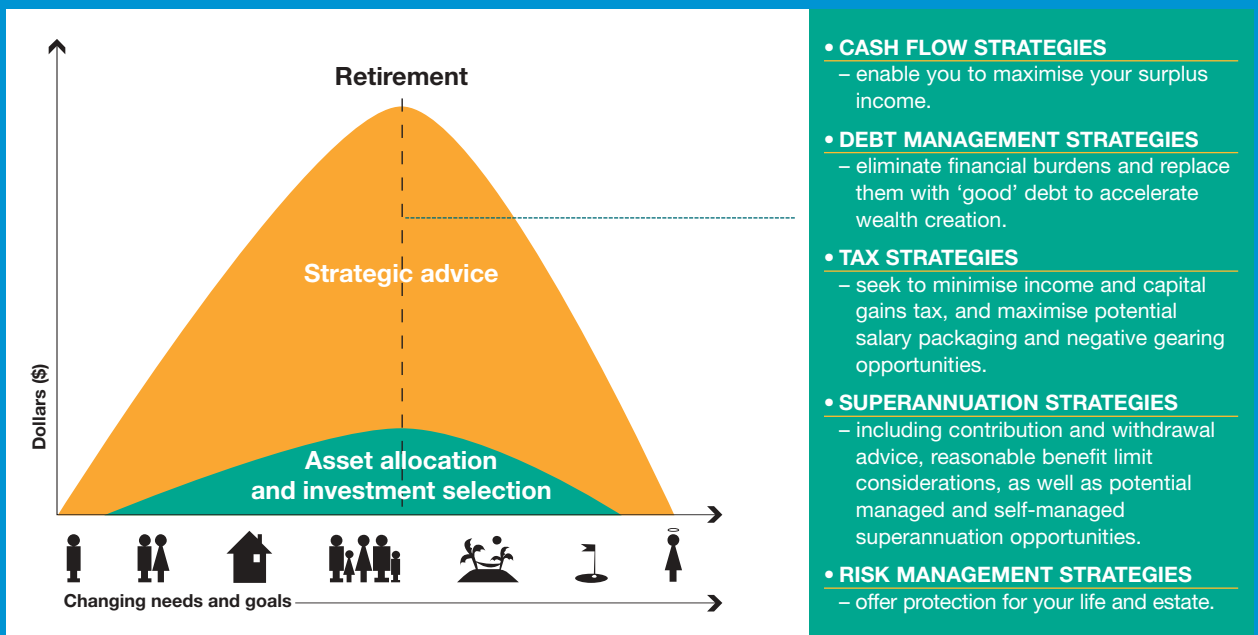 Retirement
Strategic advice
Asset allocation
and investment selection
Dollars ($)
Changing needs and goals
• CASH FLOW STRATEGIES
– enable you to maximise your surplus
income.
• DEBT MANAGEMENT STRATEGIES
– eliminate financial burdens and replace
them with ‘good’ debt to accelerate
wealth creation.
• TAX STRATEGIES
– seek to minimise income and capital
gains tax, and maximise potential
salary packaging and negative gearing
opportunities.
• SUPERANNUATION STRATEGIES
– including contribution and withdrawal
advice, reasonable benefit limit
considerations, as well as potential
managed and self-managed
superannuation opportunities.
• RISK MANAGEMENT STRATEGIES
– offer protection for your life and estate.